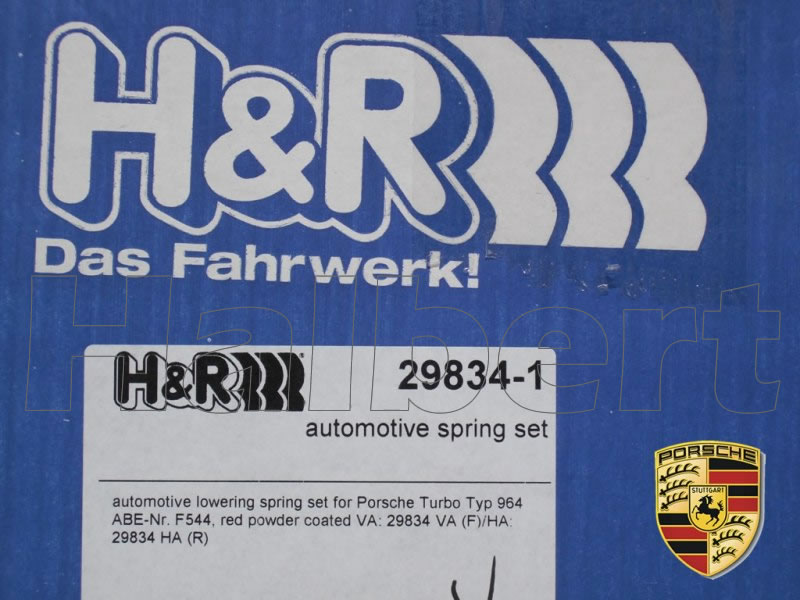 H&R
Das Fahrwerk!
Halbert
H&R
29834-1
automotive spring set
automotive lowering spring set for Porsche Turbo Typ 964
ABE-Nr. F544, red powder coated VA: 29834 VA (F)/HA:
29834 HA (R)
PORSCHE
STUTTGART